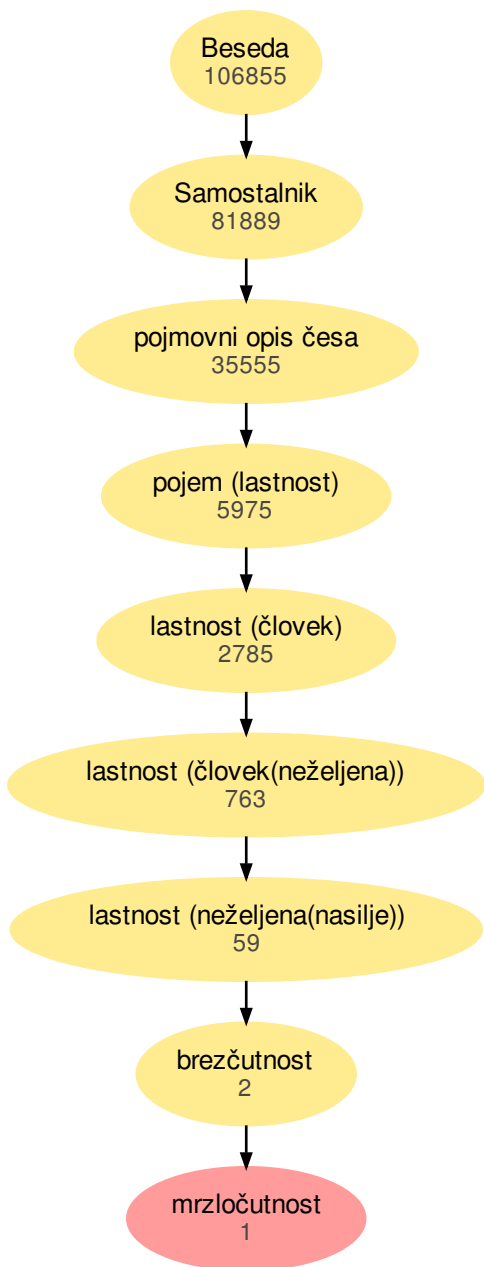 Beseda
106855
Samostalnik
81889
pojmovni opis česa
35555
pojem (lastnost)
5975
lastnost (človek)
2785
lastnost (človek(neželjena))
763
lastnost (neželjena(nasilje))
59
brezčutnost
2
mrzločutnost
1